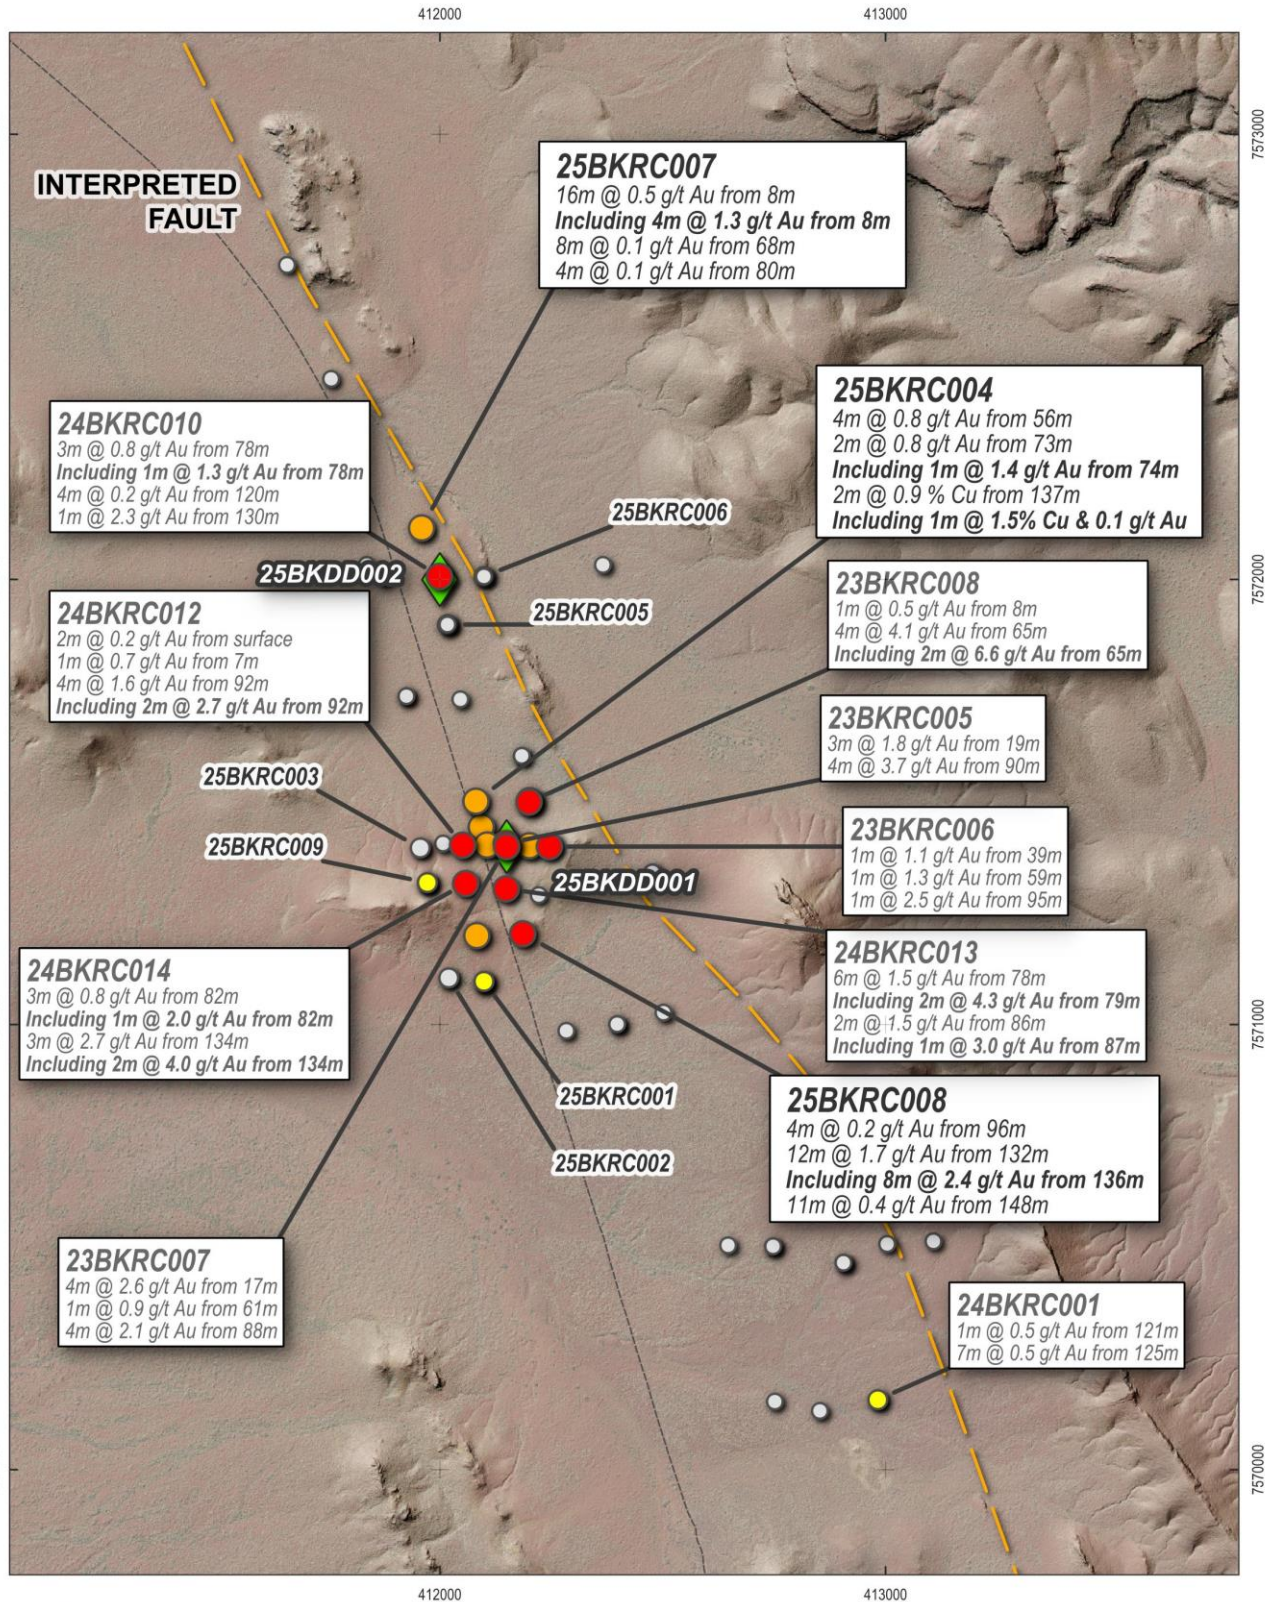 412000
413000
7573000
INTERPRETED
FAULT
25BKRC007
16m @ 0.5 g/t Au from 8m
Including 4m @ 1.3 g/t Au from 8m
8m @ 0.1 g/t Au from 68m
4m @ 0.1 g/t Au from 80m
25BKRC004
4m @ 0.8 g/t Au from 56m
2m @ 0.8 g/t Au from 73m
Including 1m @ 1.4 g/t Au from 74m
2m @ 0.9 % Cu from 137m
Including 1m @ 1.5% Cu & 0.1 g/t Au
24BKRC010
3m @ 0.8 g/t Au from 78m
Including 1m @ 1.3 g/t Au from 78m
4m @ 0.2 g/t Au from 120m
1m @ 2.3 g/t Au from 130m
25BKRC006
25BKDD002
7572000
25BKRC005
23BKRC008
1m @ 0.5 g/t Au from 8m
4m @ 4.1 g/t Au from 65m
Including 2m @ 6.6 g/t Au from 65m
24BKRC012
2m @ 0.2 g/t Au from surface
1m @ 0.7 g/t Au from 7m
4m @ 1.6 g/t Au from 92m
Including 2m @ 2.7 g/t Au from 92m
23BKRC005
3m @ 1.8 g/t Au from 19m
4m @ 3.7 g/t Au from 90m
25BKRC003
25BKRC009
23BKRC006
1m @ 1.1 g/t Au from 39m
1m @ 1.3 g/t Au from 59m
1m @ 2.5 g/t Au from 95m
25BKDD001
24BKRC014
3m @ 0.8 g/t Au from 82m
Including 1m @ 2.0 g/t Au from 82m
3m @ 2.7 g/t Au from 134m
Including 2m @ 4.0 g/t Au from 134m
24BKRC013
6m @ 1.5 g/t Au from 78m
Including 2m @ 4.3 g/t Au from 79m
2m @ 1.5 g/t Au from 86m
Including 1m @ 3.0 g/t Au from 87m
7571000
25BKRC001
25BKRC002
25BKRC008
4m @ 0.2 g/t Au from 96m
12m @ 1.7 g/t Au from 132m
Including 8m @ 2.4 g/t Au from 136m
11m @ 0.4 g/t Au from 148m
23BKRC007
4m @ 2.6 g/t Au from 17m
1m @ 0.9 g/t Au from 61m
4m @ 2.1 g/t Au from 88m
24BKRC001
1m @ 0.5 g/t Au from 121m
7m @ 0.5 g/t Au from 125m
7570000
412000
413000